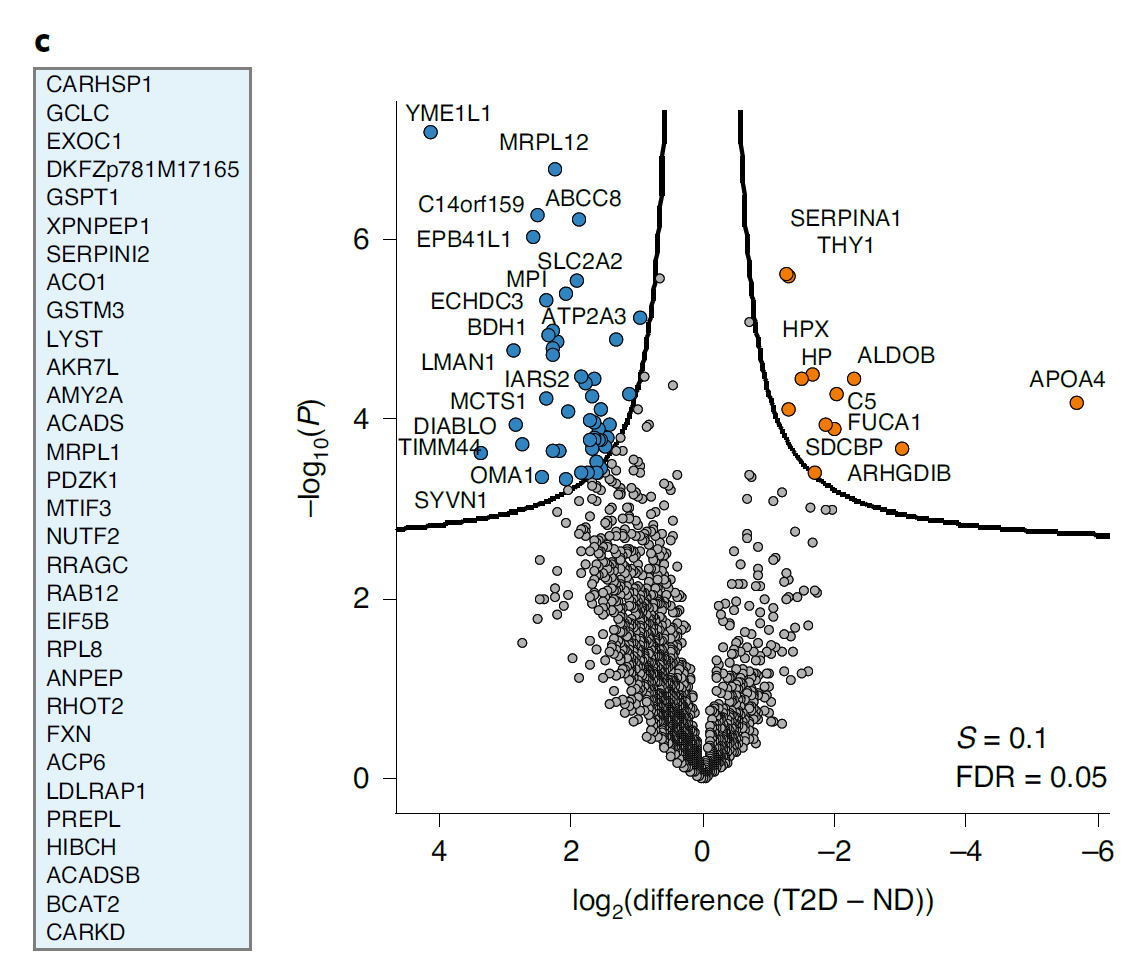 c
CARHSP1
GCLC
EXOC1
DKFZp781M17165
GSPT1
XPNPEP1
SERPINI2
ACO1
GSTM3
LYST
AKR7L
AMY2A
ACADS
MRPL1
PDZK1
MTIF3
NUTF2
RRAGC
RAB12
EIF5B
RPL8
ANPEP
RHOT2
FXN
ACP6
LDLRAP1
PREPL
HIBCH
ACADSB
BCAT2
CARKD
YME1L1
MRPL12
C14orf159
ABCC8
EPB41L1
SLC2A2
MPI
ECHDC3
ATP2A3
BDH1
LMAN1
IARS2
MCTS1
DIABLO
TIMM44
OMA1
SYVN1
SERPINA1
THY1
HPX
HP
ALDOB
APOA4
C5
FUCA1
SDCBP
ARHGDIB
S = 0.1
FDR = 0.05
–log10(P)
6
4
2
0
4
2
0
–2
–4
–6
log2(difference (T2D – ND))